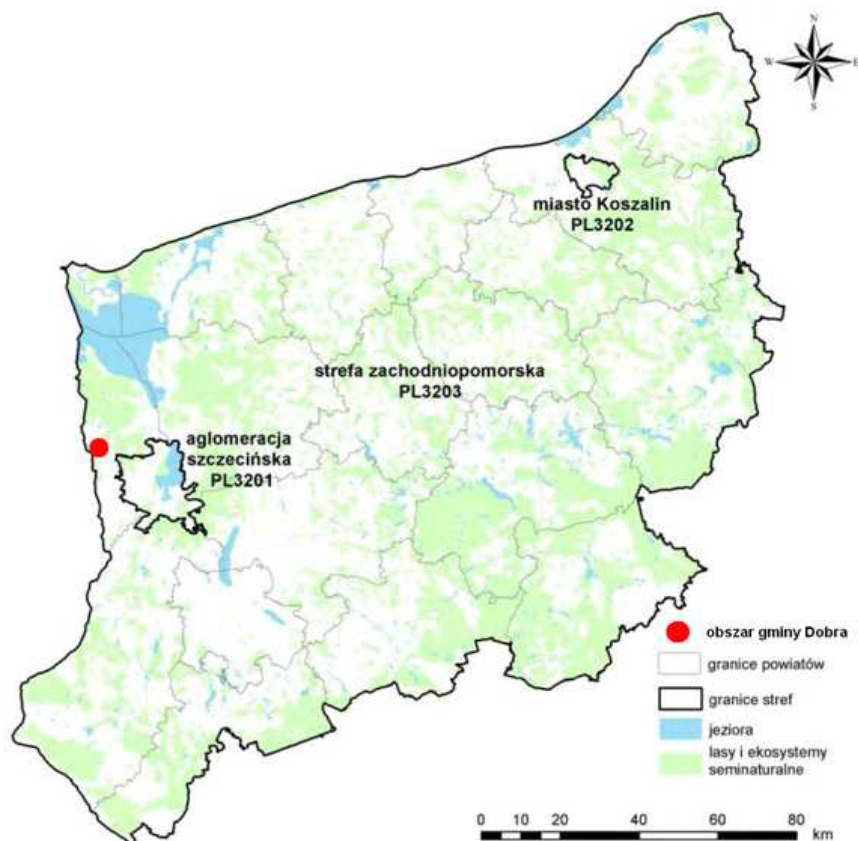 N
W
E
S
miasto Koszalin
PL3202
strefa zachodniopomorska
PL3203
aglomeracja
szczecińska
PL3201
obszar gminy Dobra
granice powiatów
granice stref
jeziora
lasy i ekosystemy
seminaturalne
0 10 20 40 60 80
km